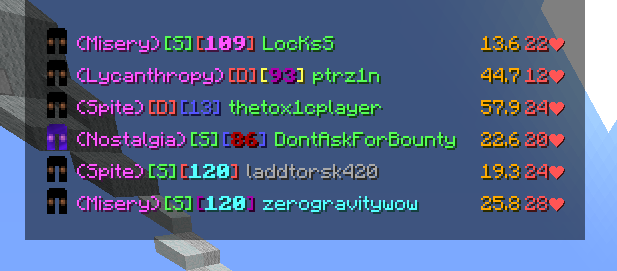 (Misery) [S] [109] LocKsS 13.6 22❤
(Lycanthropy) [D] [93] ptrz1n 44.7 12❤
(Spite) [D] [13] thetox1cplayer 57.9 24❤
(Nostalgia) [S] [86] DontAskForBounty 22.6 20❤
(Spite) [S] [120] laddtorsk420 19.3 24❤
(Misery) [S] [120] zerogravitywow 25.8 28❤